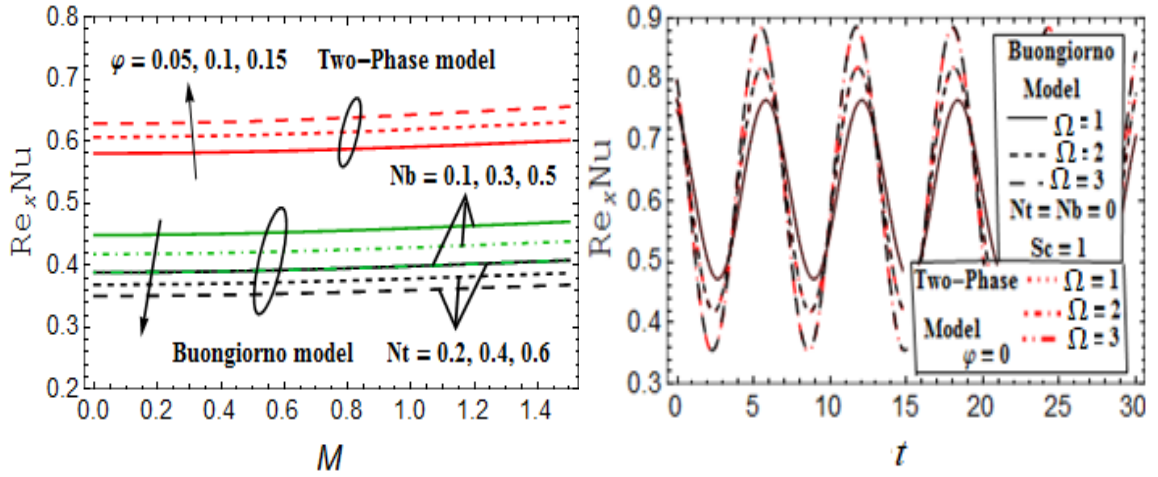 0.8
0.7
0.6
0.5
0.4
0.3
0.2
RexNu
φ = 0.05, 0.1, 0.15 Two−Phase model
Nb = 0.1, 0.3, 0.5
Buongiorno model Nt = 0.2, 0.4, 0.6
0.0 0.2 0.4 0.6 0.8 1.0 1.2 1.4
M
0.9
0.8
0.7
0.6
0.5
0.4
0.3
RexNu
Buongiorno
Model
Ω = 1
Ω = 2
Ω = 3
Nt = Nb = 0
Sc = 1
Two-Phase Ω = 1
Ω = 2
Model Ω = 3
φ = 0
0 5 10 15 20 25 30
t